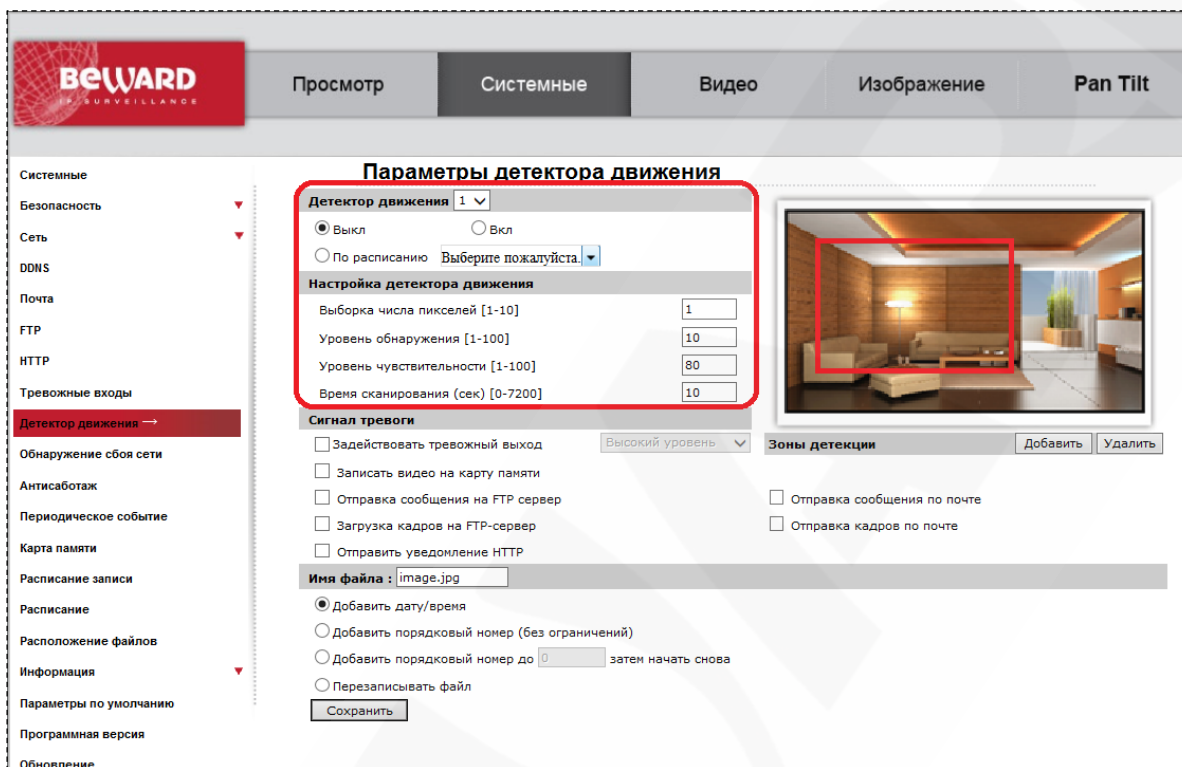 BEWARD
IP SURVEILLANCE
Просмотр
Системные
Видео
Изображение
Pan Tilt
Системные
Безопасность
Сеть
DDNS
Почта
FTP
HTTP
Тревожные входы
Детектор движения →
Обнаружение сбоя сети
Антисаботаж
Периодическое событие
Карта памяти
Расписание записи
Расписание
Расположение файлов
Информация
Параметры по умолчанию
Программная версия
Обновление
Параметры детектора движения
Детектор движения 1
Выкл Вкл
По расписанию Выберите пожалуйста.
Настройка детектора движения
Выборка числа пикселей [1-10] 1
Уровень обнаружения [1-100] 10
Уровень чувствительности [1-100] 80
Время сканирования (сек) [0-7200] 10
Сигнал тревоги
Задействовать тревожный выход Высокий уровень
Зоны детекции Добавить Удалить
Записать видео на карту памяти
Отправка сообщения на FTP сервер Отправка сообщения по почте
Загрузка кадров на FTP-сервер Отправка кадров по почте
Отправить уведомление HTTP
Имя файла : image.jpg
Добавить дату/время
Добавить порядковый номер (без ограничений)
Добавить порядковый номер до 0 затем начать снова
Перезаписывать файл
Сохранить